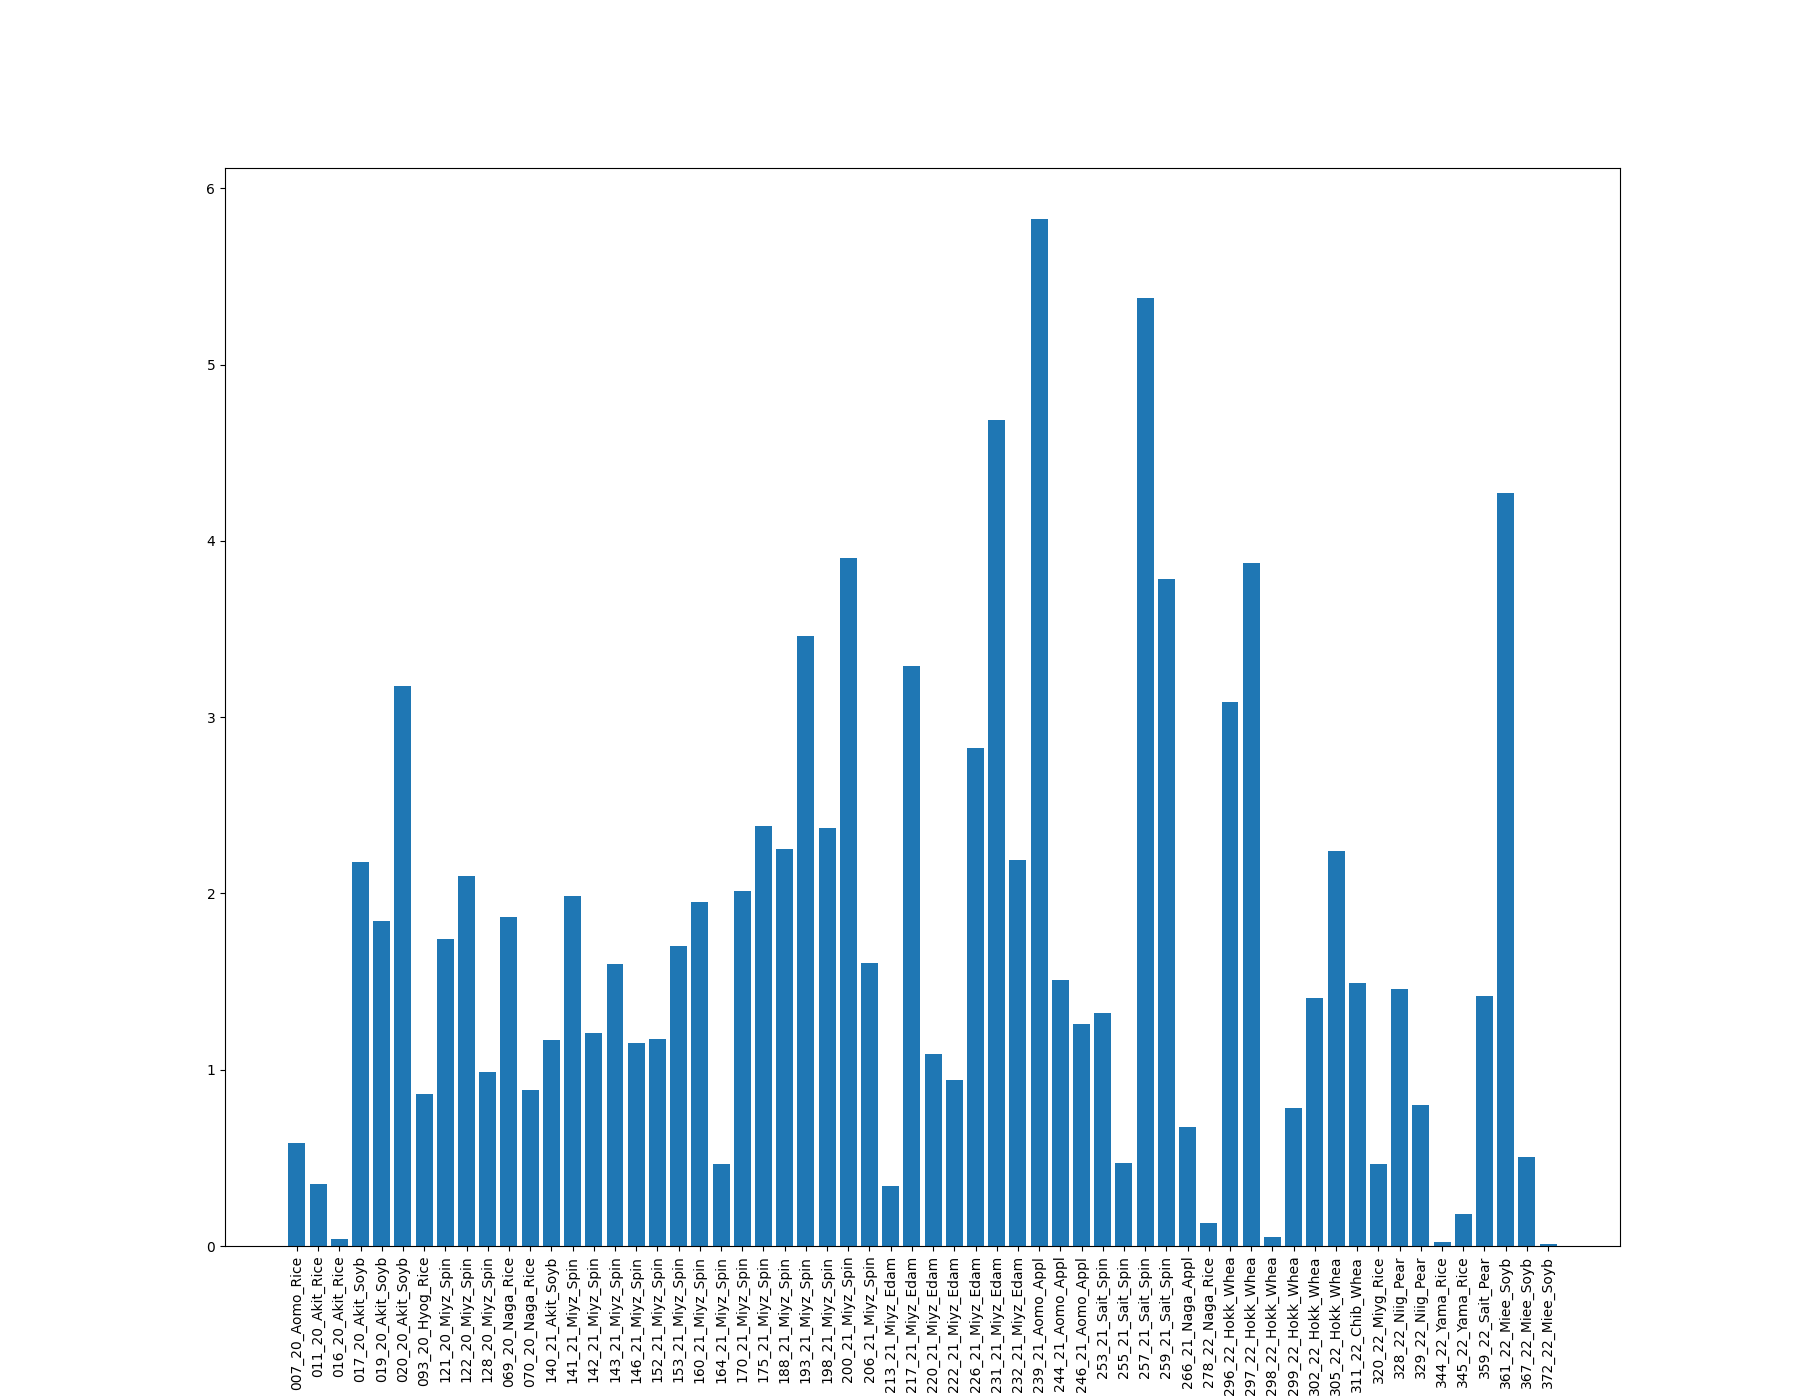 6
5
4
3
2
1
0
007_20_Aomo_Rice
011_20_Akit_Rice
016_20_Akit_Rice
017_20_Akit_Soyb
019_20_Akit_Soyb
020_20_Akit_Soyb
093_20_Hyog_Rice
121_20_Miyz_Spin
122_20_Miyz_Spin
128_20_Miyz_Spin
069_20_Naga_Rice
070_20_Naga_Rice
140_21_Akit_Soyb
141_21_Miyz_Spin
142_21_Miyz_Spin
143_21_Miyz_Spin
146_21_Miyz_Spin
152_21_Miyz_Spin
153_21_Miyz_Spin
160_21_Miyz_Spin
164_21_Miyz_Spin
170_21_Miyz_Spin
175_21_Miyz_Spin
188_21_Miyz_Spin
193_21_Miyz_Spin
198_21_Miyz_Spin
200_21_Miyz_Spin
206_21_Miyz_Spin
213_21_Miyz_Edam
217_21_Miyz_Edam
220_21_Miyz_Edam
222_21_Miyz_Edam
226_21_Miyz_Edam
231_21_Miyz_Edam
232_21_Miyz_Edam
239_21_Aomo_Appl
244_21_Aomo_Appl
246_21_Aomo_Appl
253_21_Sait_Spin
255_21_Sait_Spin
257_21_Sait_Spin
259_21_Sait_Spin
266_21_Naga_Appl
278_22_Naga_Rice
296_22_Hokk_Whea
297_22_Hokk_Whea
298_22_Hokk_Whea
299_22_Hokk_Whea
302_22_Hokk_Whea
305_22_Hokk_Whea
311_22_Chib_Whea
320_22_Miyg_Rice
328_22_Niig_Pear
329_22_Niig_Pear
344_22_Yama_Rice
345_22_Yama_Rice
359_22_Sait_Pear
361_22_Miee_Soyb
367_22_Miee_Soyb
372_22_Miee_Soyb